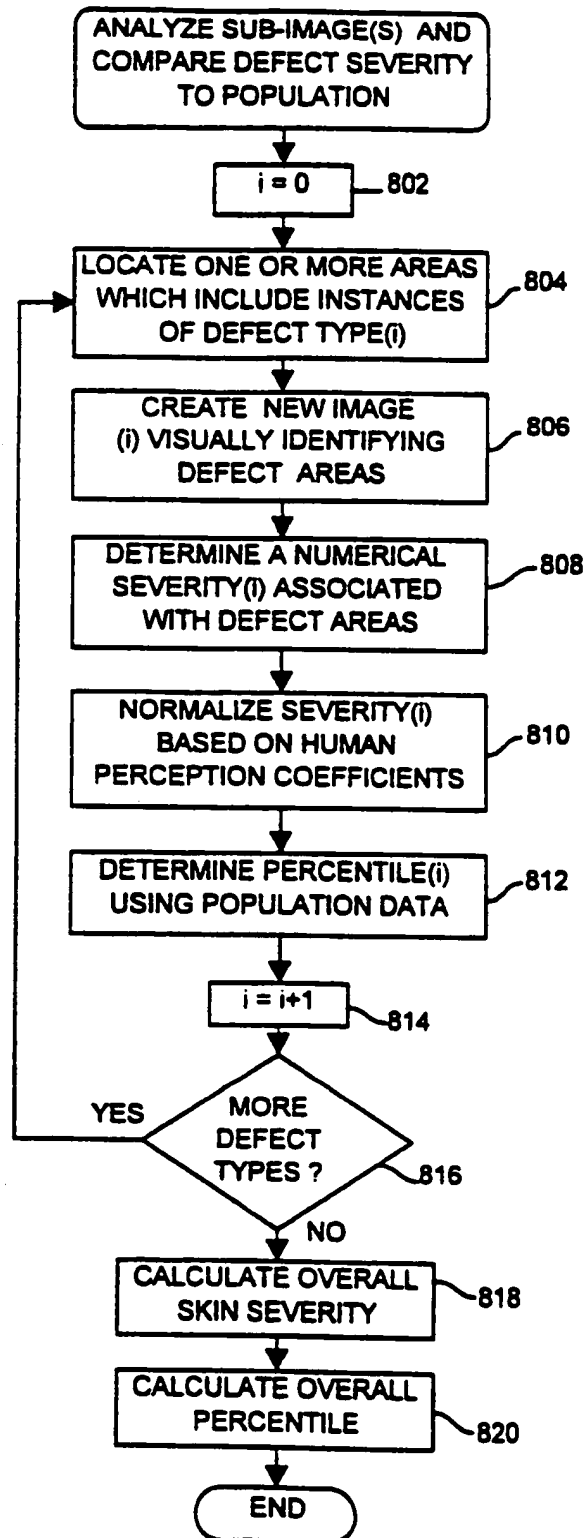 ANALYZE SUB-IMAGE(S) AND
COMPARE DEFECT SEVERITY
TO POPULATION
i = 0
802
LOCATE ONE OR MORE AREAS
WHICH INCLUDE INSTANCES
OF DEFECT TYPE(i)
804
CREATE NEW IMAGE
(i) VISUALLY IDENTIFYING
DEFECT AREAS
806
DETERMINE A NUMERICAL
SEVERITY(i) ASSOCIATED
WITH DEFECT AREAS
808
NORMALIZE SEVERITY(i)
BASED ON HUMAN
PERCEPTION COEFFICIENTS
810
DETERMINE PERCENTILE(i)
USING POPULATION DATA
812
i = i+1
814
YES
MORE
DEFECT
TYPES ?
816
NO
CALCULATE OVERALL
SKIN SEVERITY
818
CALCULATE OVERALL
PERCENTILE
820
END